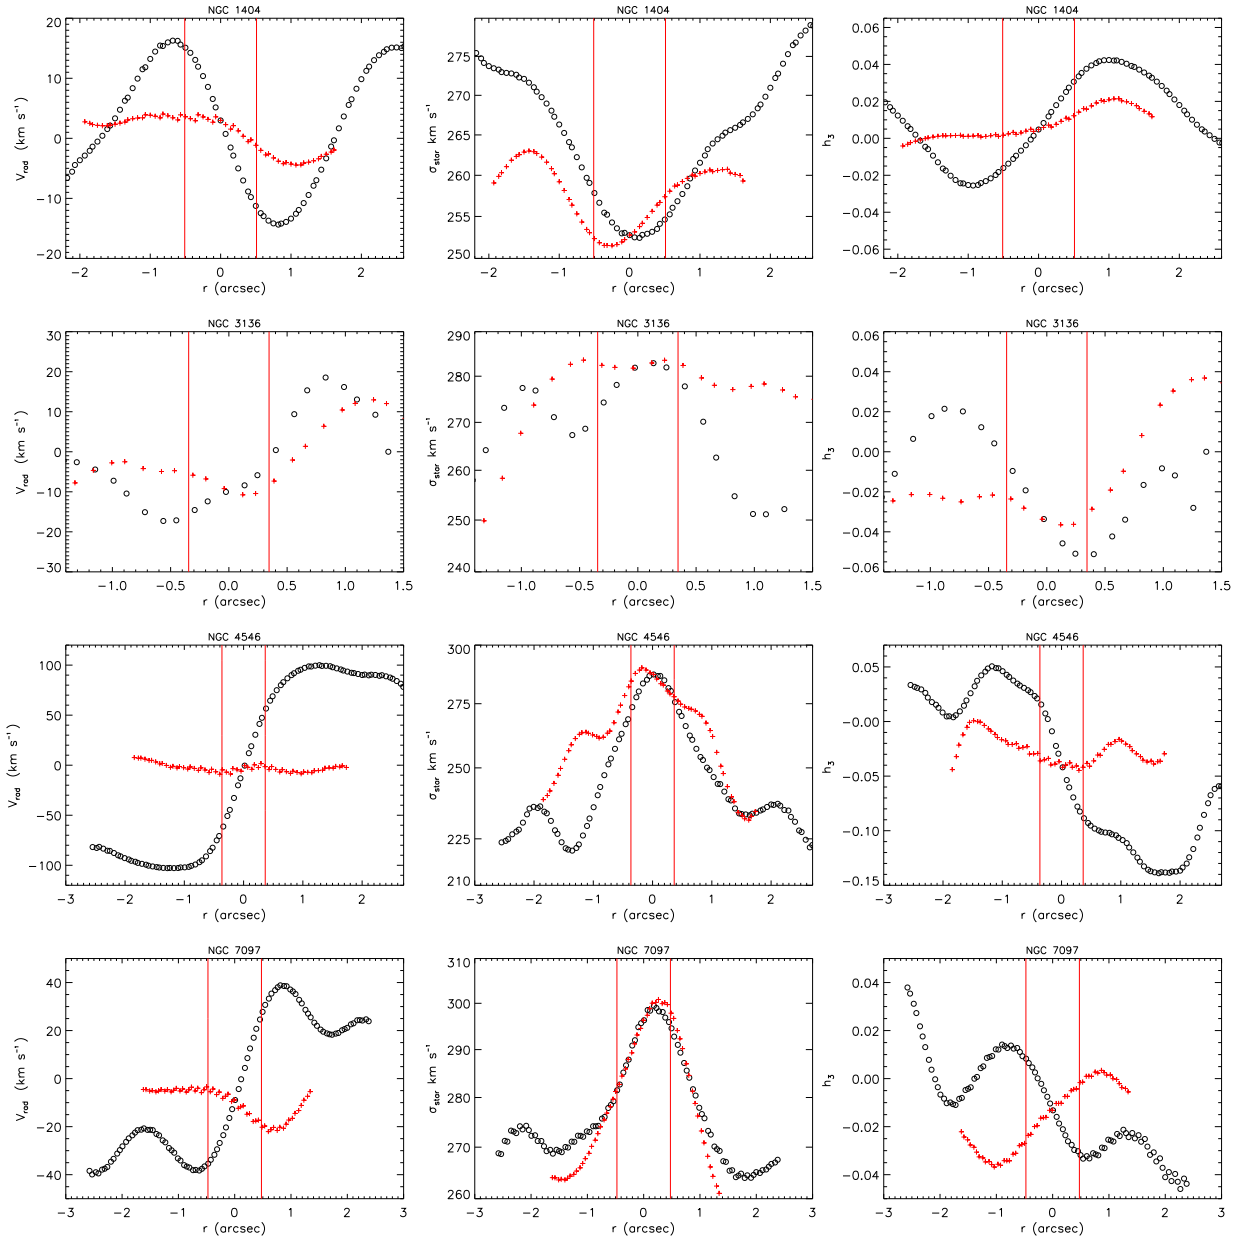 NGC 1404 NGC 1404 NGC 1404
V_rad (km s⁻¹)
20
10
0
−10
−20
−2 −1 0 1 2
r (arcsec)
σ_star km s⁻¹
275
270
265
260
255
250
−2 −1 0 1 2
r (arcsec)
h₃
0.06
0.04
0.02
0.00
−0.02
−0.04
−0.06
−2 −1 0 1 2
r (arcsec)
NGC 3136 NGC 3136 NGC 3136
V_rad (km s⁻¹)
30
20
10
0
−10
−20
−30
−1.0 −0.5 0.0 0.5 1.0 1.5
r (arcsec)
σ_star km s⁻¹
290
280
270
260
250
240
−1.0 −0.5 0.0 0.5 1.0 1.5
r (arcsec)
h₃
0.06
0.04
0.02
0.00
−0.02
−0.04
−0.06
−1.0 −0.5 0.0 0.5 1.0 1.5
r (arcsec)
NGC 4546 NGC 4546 NGC 4546
V_rad (km s⁻¹)
100
50
0
−50
−100
−3 −2 −1 0 1 2
r (arcsec)
σ_star km s⁻¹
300
275
250
225
210
−3 −2 −1 0 1 2
r (arcsec)
h₃
0.05
−0.00
−0.05
−0.10
−0.15
−3 −2 −1 0 1 2
r (arcsec)
NGC 7097 NGC 7097 NGC 7097
V_rad (km s⁻¹)
40
20
0
−20
−40
−3 −2 −1 0 1 2 3
r (arcsec)
σ_star km s⁻¹
310
300
290
280
270
260
−3 −2 −1 0 1 2 3
r (arcsec)
h₃
0.04
0.02
0.00
−0.02
−0.04
−3 −2 −1 0 1 2 3
r (arcsec)